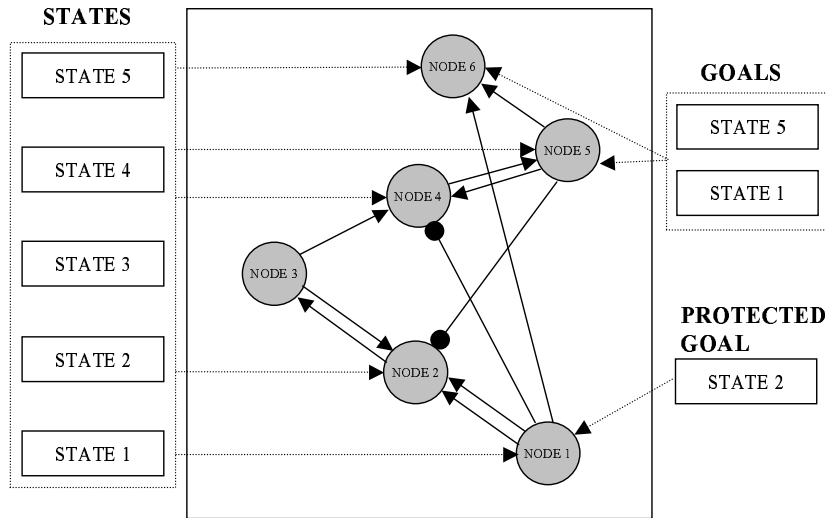 STATES
STATE 5
STATE 4
STATE 3
STATE 2
STATE 1
NODE 6
NODE 5
NODE 4
NODE 3
NODE 2
NODE 1
GOALS
STATE 5
STATE 1
PROTECTED
GOAL
STATE 2